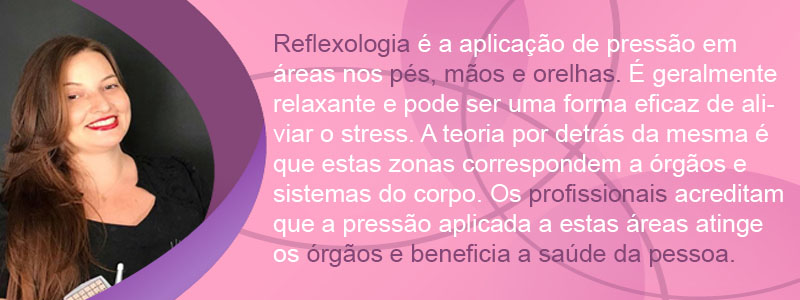 Reflexologia é a aplicação de pressão em
áreas nos pés, mãos e orelhas. É geralmente
relaxante e pode ser uma forma eficaz de ali-
viar o stress. A teoria por detrás da mesma é
que estas zonas correspondem a órgãos e
sistemas do corpo. Os profissionais acreditam
que a pressão aplicada a estas áreas atinge
os órgãos e beneficia a saúde da pessoa.